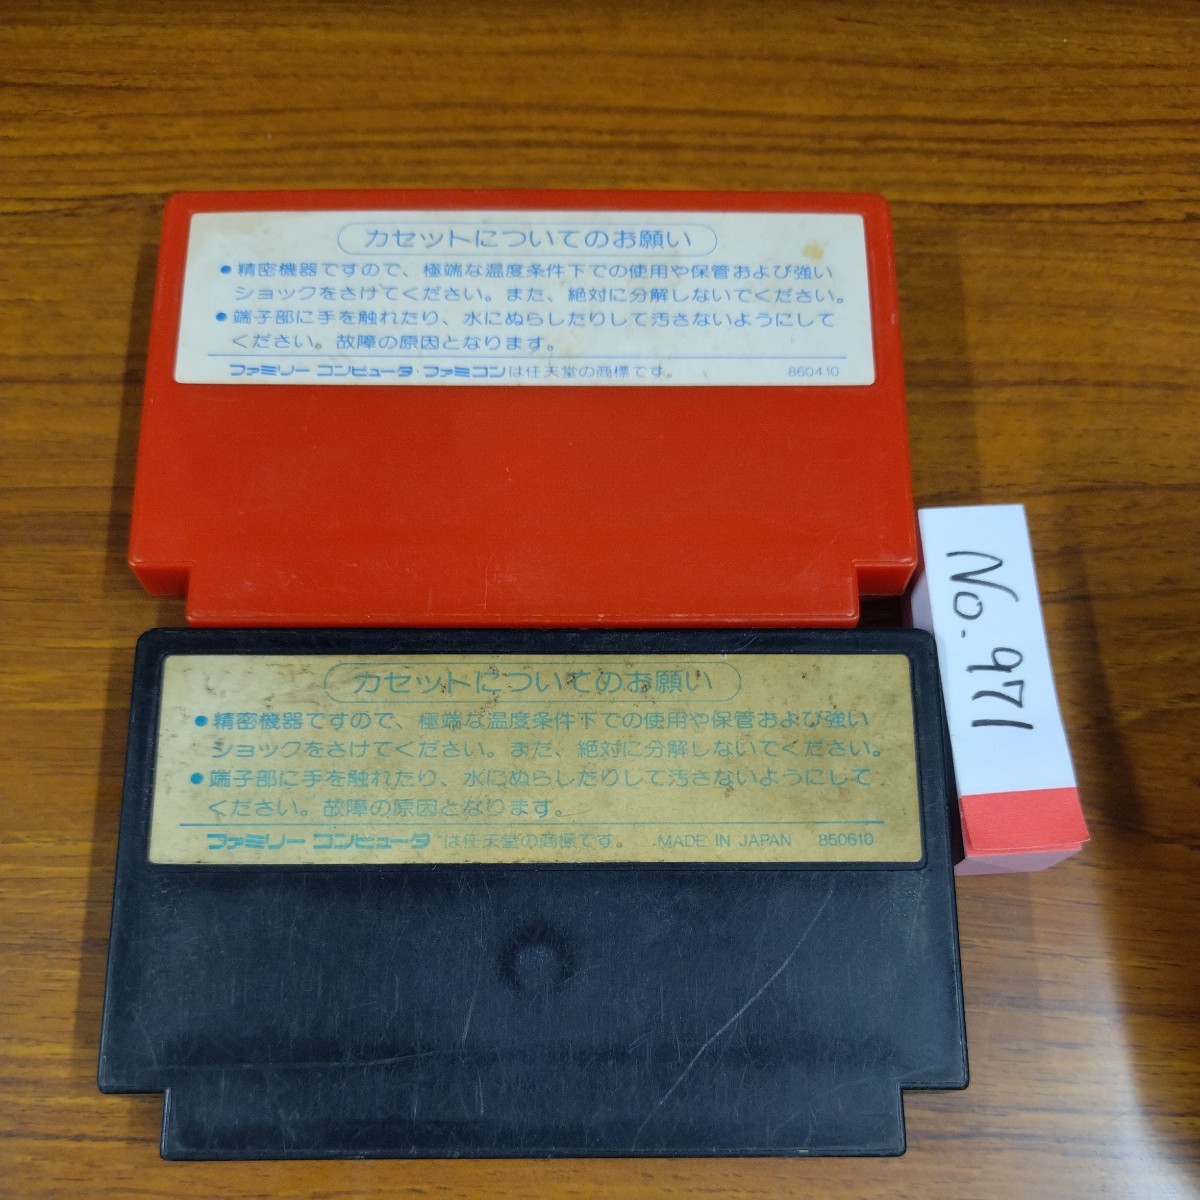 カセットについてのお願い
●精密機器ですので、極端な温度条件下での使用や保管および強い
ショックをさけてください。また、絶対に分解しないでください。
●端子部に手を触れたり、水にぬらしたりして汚さないようにして
ください。故障の原因となります。
ファミリー コンピュータ・ファミコンは任天堂の商標です。 860410
No.971
カセットについてのお願い
●精密機器ですので、極端な温度条件下での使用や保管および強い
ショックをさけてください。また、絶対に分解しないでください。
●端子部に手を触れたり、水にぬらしたりして汚さないようにして
ください。故障の原因となります。
ファミリー コンピュータ は任天堂の商標です。 MADE IN JAPAN 850610